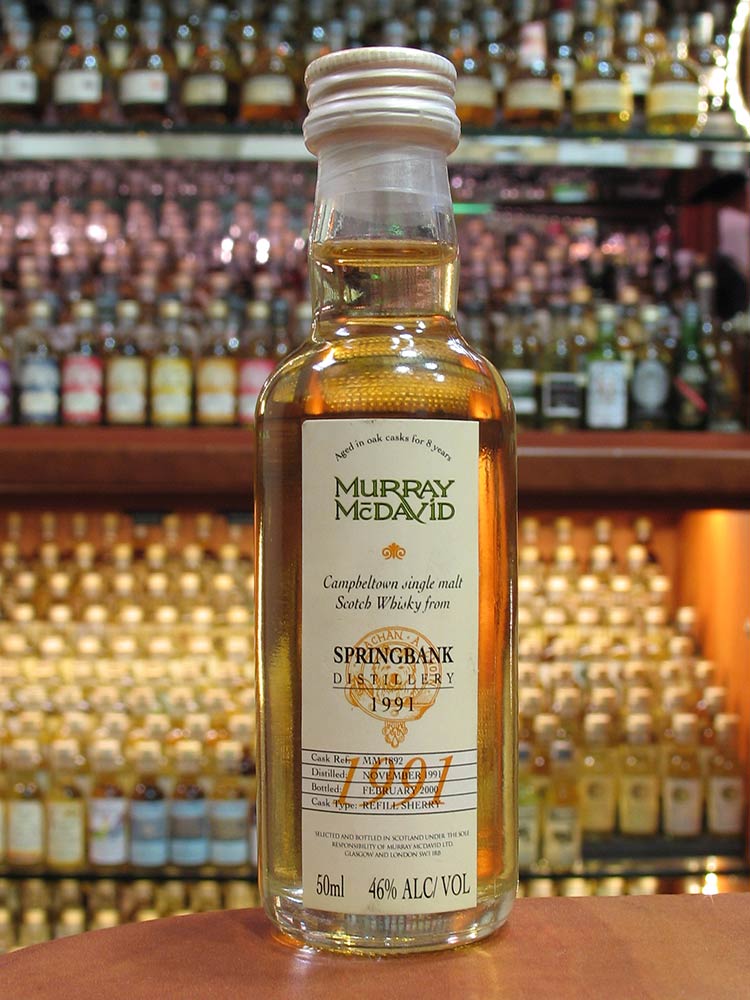 Aged in oak casks for 8 years
MURRAY
McDAVID
Campbeltown single malt
Scotch Whisky from
SPRINGBANK
DISTILLERY
1991
1991
Cask Ref: MM 1892
Distilled: NOVEMBER 1991
Bottled: FEBRUARY 2000
Cask Type: REFILL SHERRY
SELECTED AND BOTTLED IN SCOTLAND UNDER THE SOLE
RESPONSIBILITY OF MURRAY MCDAVID LTD,
GLASGOW AND LONDON SW1 1RB
50ml 46% ALC/VOL